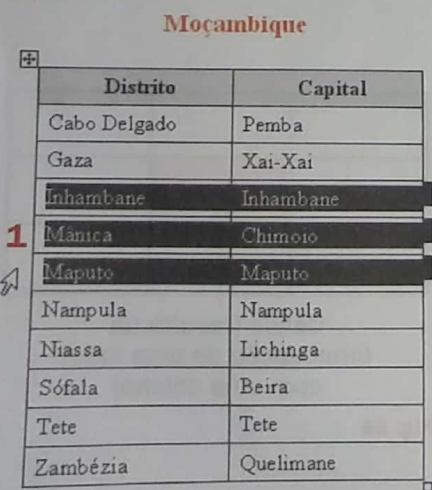 Moçambique
Distrito Capital
Cabo Delgado Pemba
Gaza Xai-Xai
Inhambane Inhambane
1 Mânica Chimoio
Maputo Maputo
Nampula Nampula
Niassa Lichinga
Sófala Beira
Tete Tete
Zambézia Quelimane